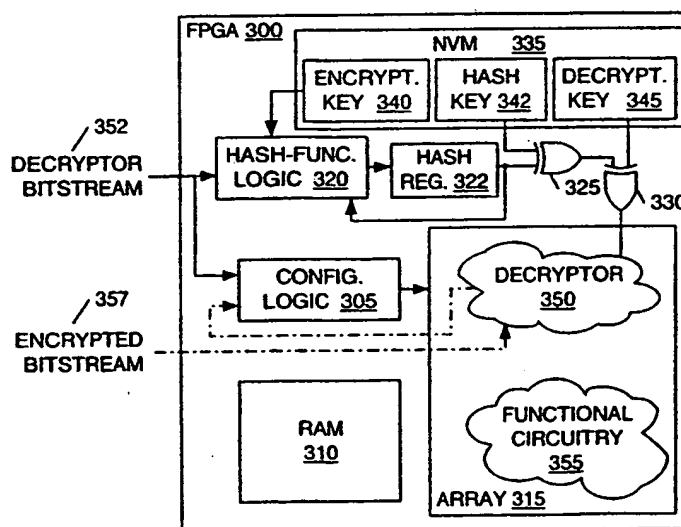 FPGA 300
NVM 335
ENCRYPT.
KEY 340
HASH
KEY 342
DECRYPT.
KEY 345
352
DECRYPTOR
BITSTREAM
HASH-FUNC.
LOGIC 320
HASH
REG. 322
325
330
357
ENCRYPTED
BITSTREAM
CONFIG.
LOGIC 305
DECRYPTOR
350
RAM
310
FUNCTIONAL
CIRCUITRY
355
ARRAY 315